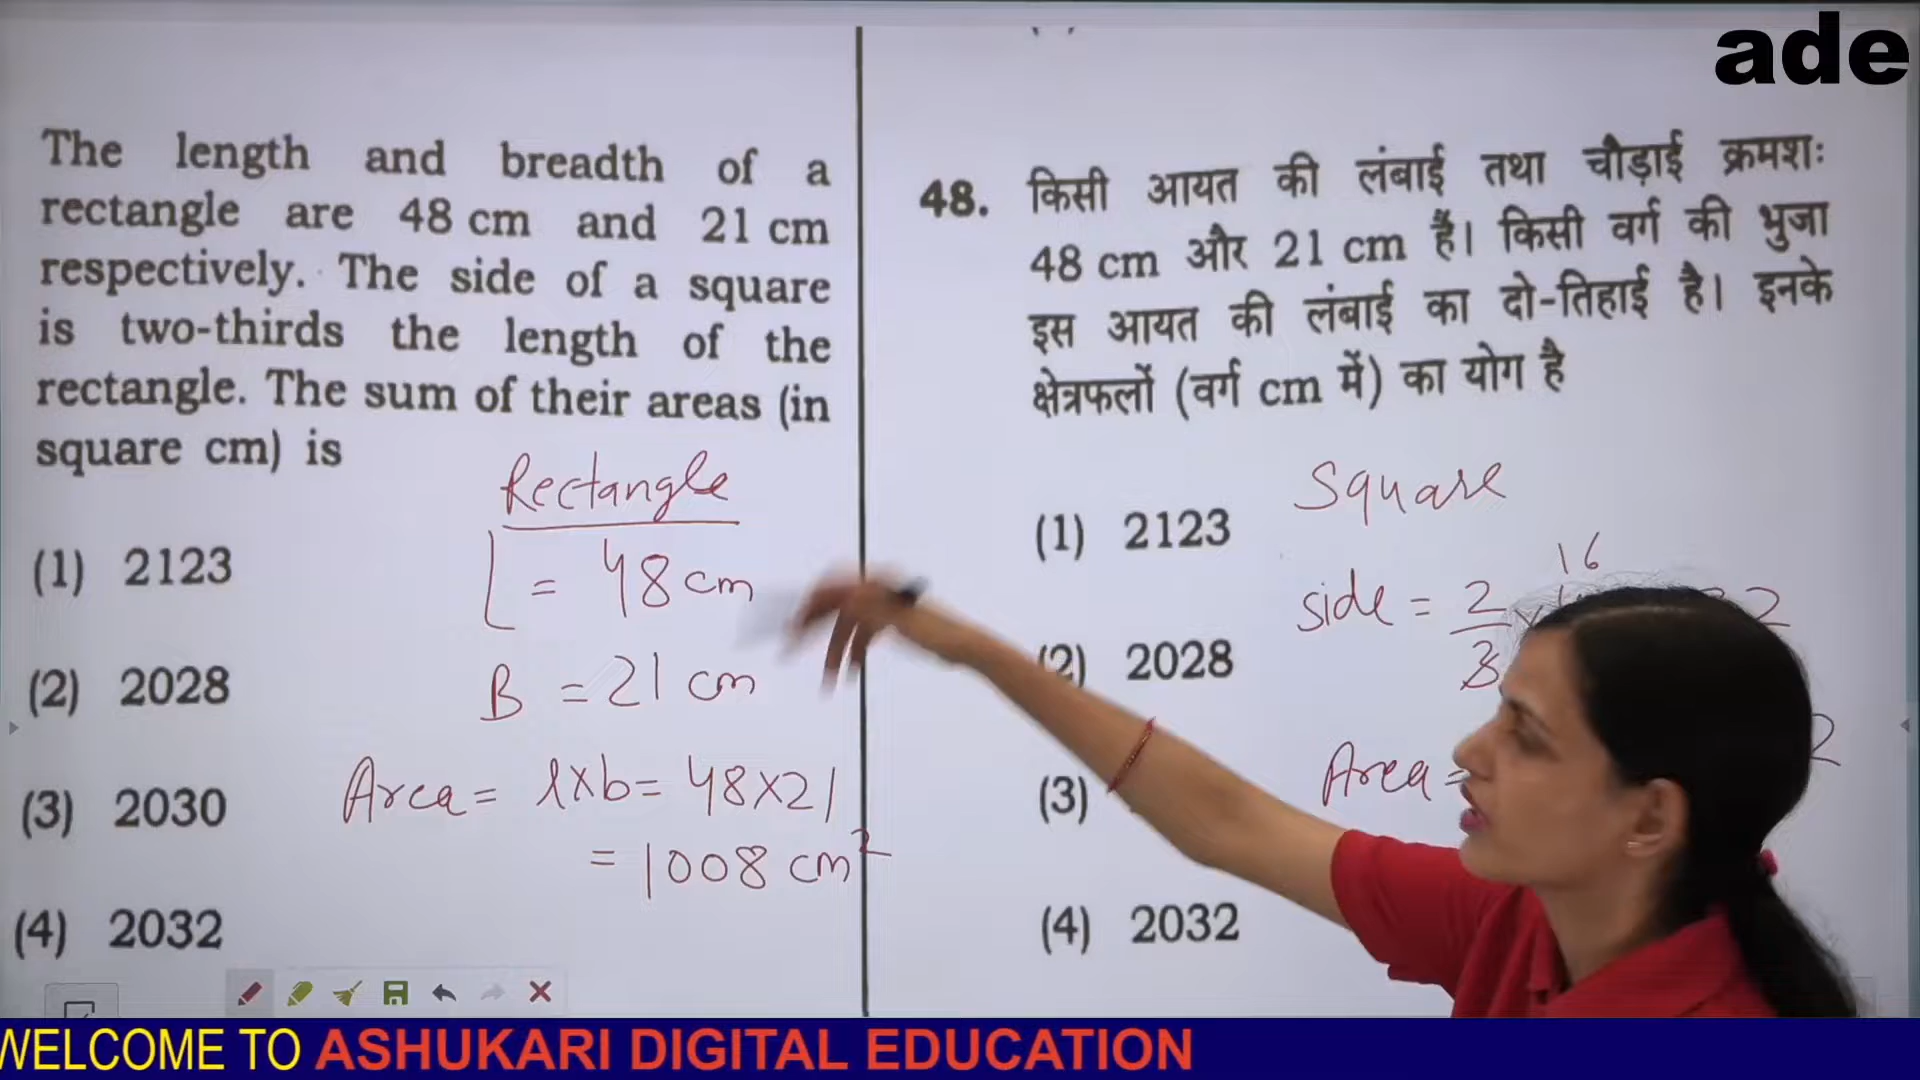 ade
The length and breadth of a
rectangle are 48 cm and 21 cm
respectively. The side of a square
is two-thirds the length of the
rectangle. The sum of their areas (in
square cm) is
(1) 2123
(2) 2028
(3) 2030
(4) 2032
Rectangle
L = 48 cm
B = 21 cm
Area = l×b = 48×21
= 1008 cm²
48. किसी आयत की लंबाई तथा चौड़ाई क्रमशः
48 cm और 21 cm हैं। किसी वर्ग की भुजा
इस आयत की लंबाई का दो-तिहाई है। इनके
क्षेत्रफलों (वर्ग cm में) का योग है
(1) 2123
(2) 2028
(3)
(4) 2032
Square
16
side = 2/3
Area =
WELCOME TO ASHUKARI DIGITAL EDUCATION